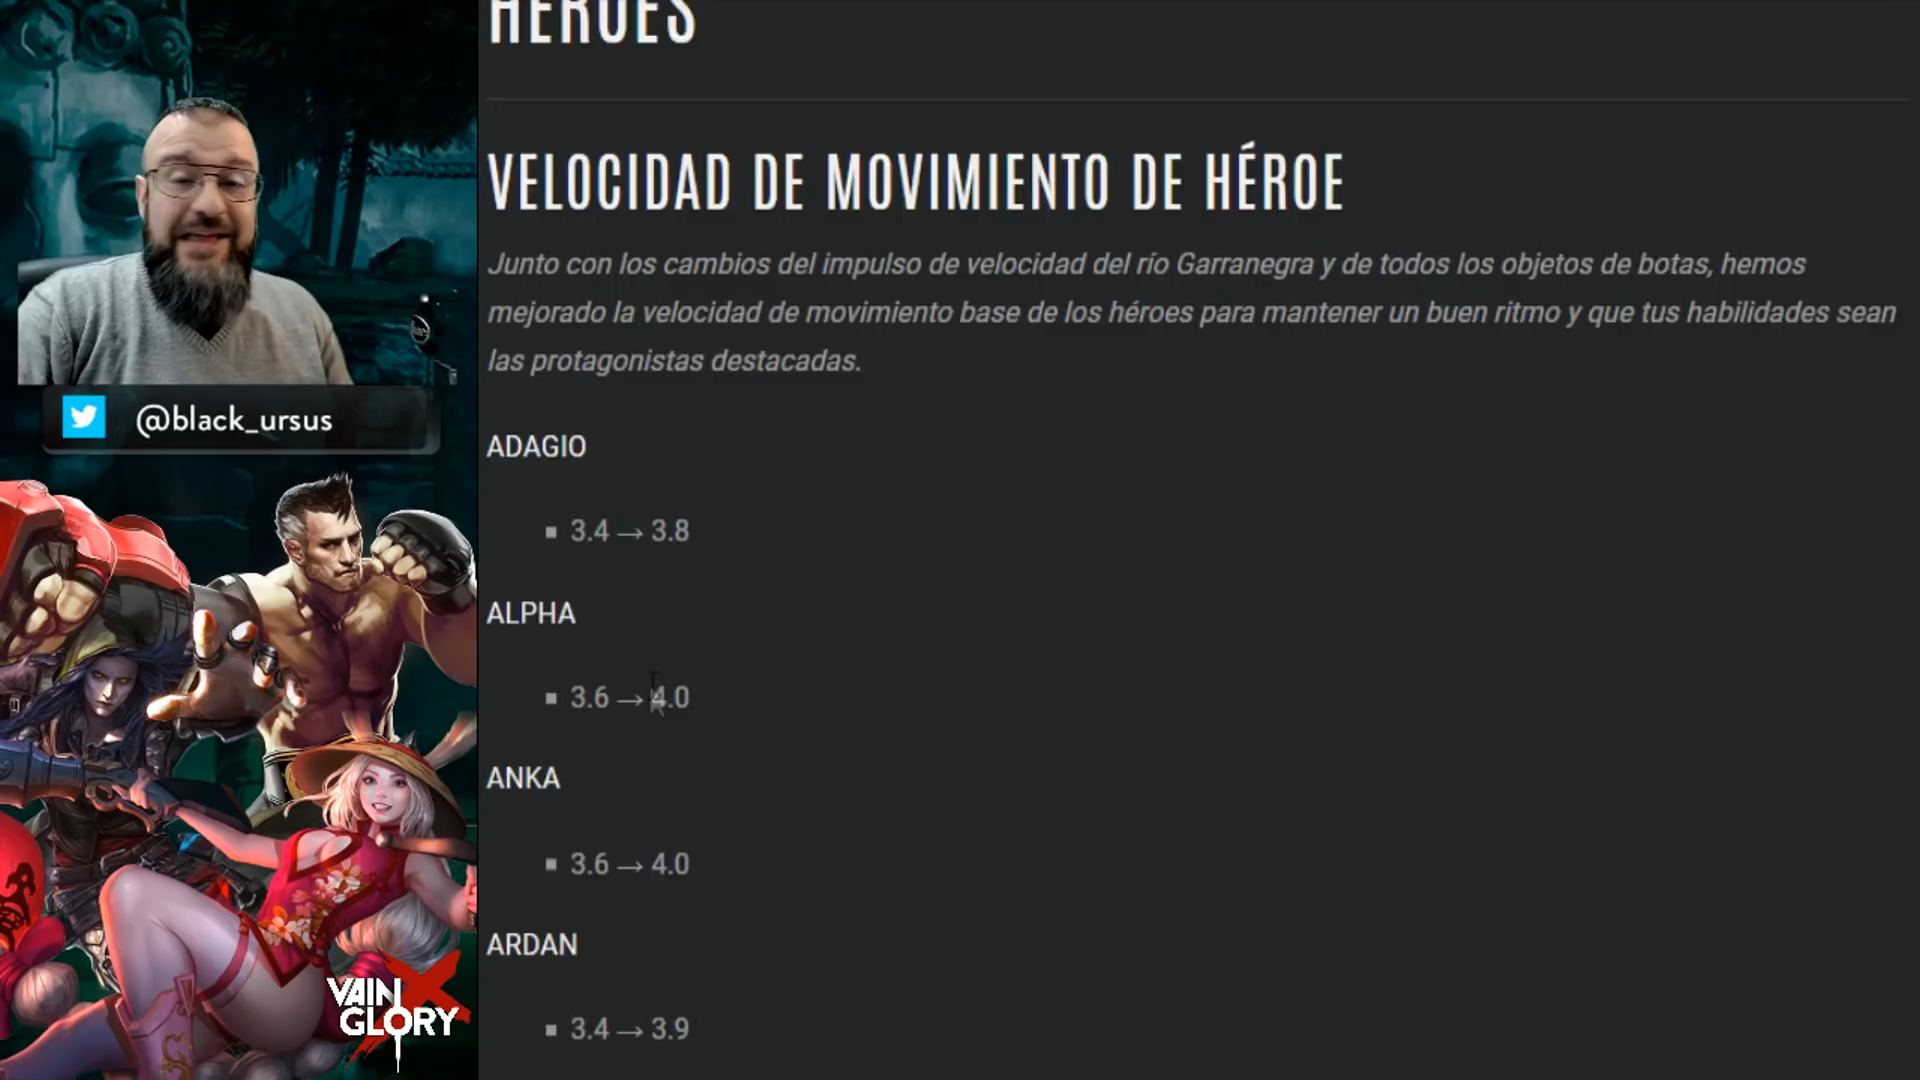 HÉROES
VELOCIDAD DE MOVIMIENTO DE HÉROE
Junto con los cambios del impulso de velocidad del río Garranegra y de todos los objetos de botas, hemos
mejorado la velocidad de movimiento base de los héroes para mantener un buen ritmo y que tus habilidades sean
las protagonistas destacadas.
ADAGIO
▪ 3.4 → 3.8
ALPHA
▪ 3.6 → 4.0
ANKA
▪ 3.6 → 4.0
ARDAN
▪ 3.4 → 3.9
@black_ursus
VAIN
GLORY